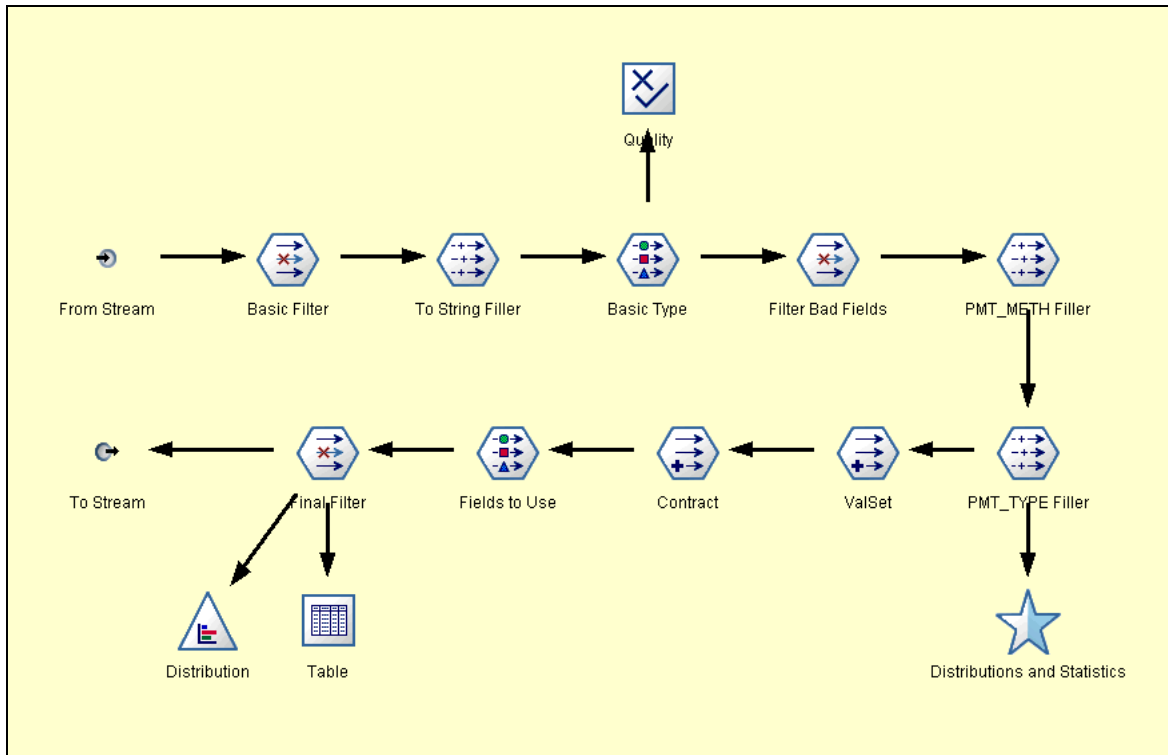 Quality
From Stream
Basic Filter
To String Filler
Basic Type
Filter Bad Fields
PMT_METH Filler
To Stream
Final Filter
Fields to Use
Contract
ValSet
PMT_TYPE Filler
Distribution
Table
Distributions and Statistics